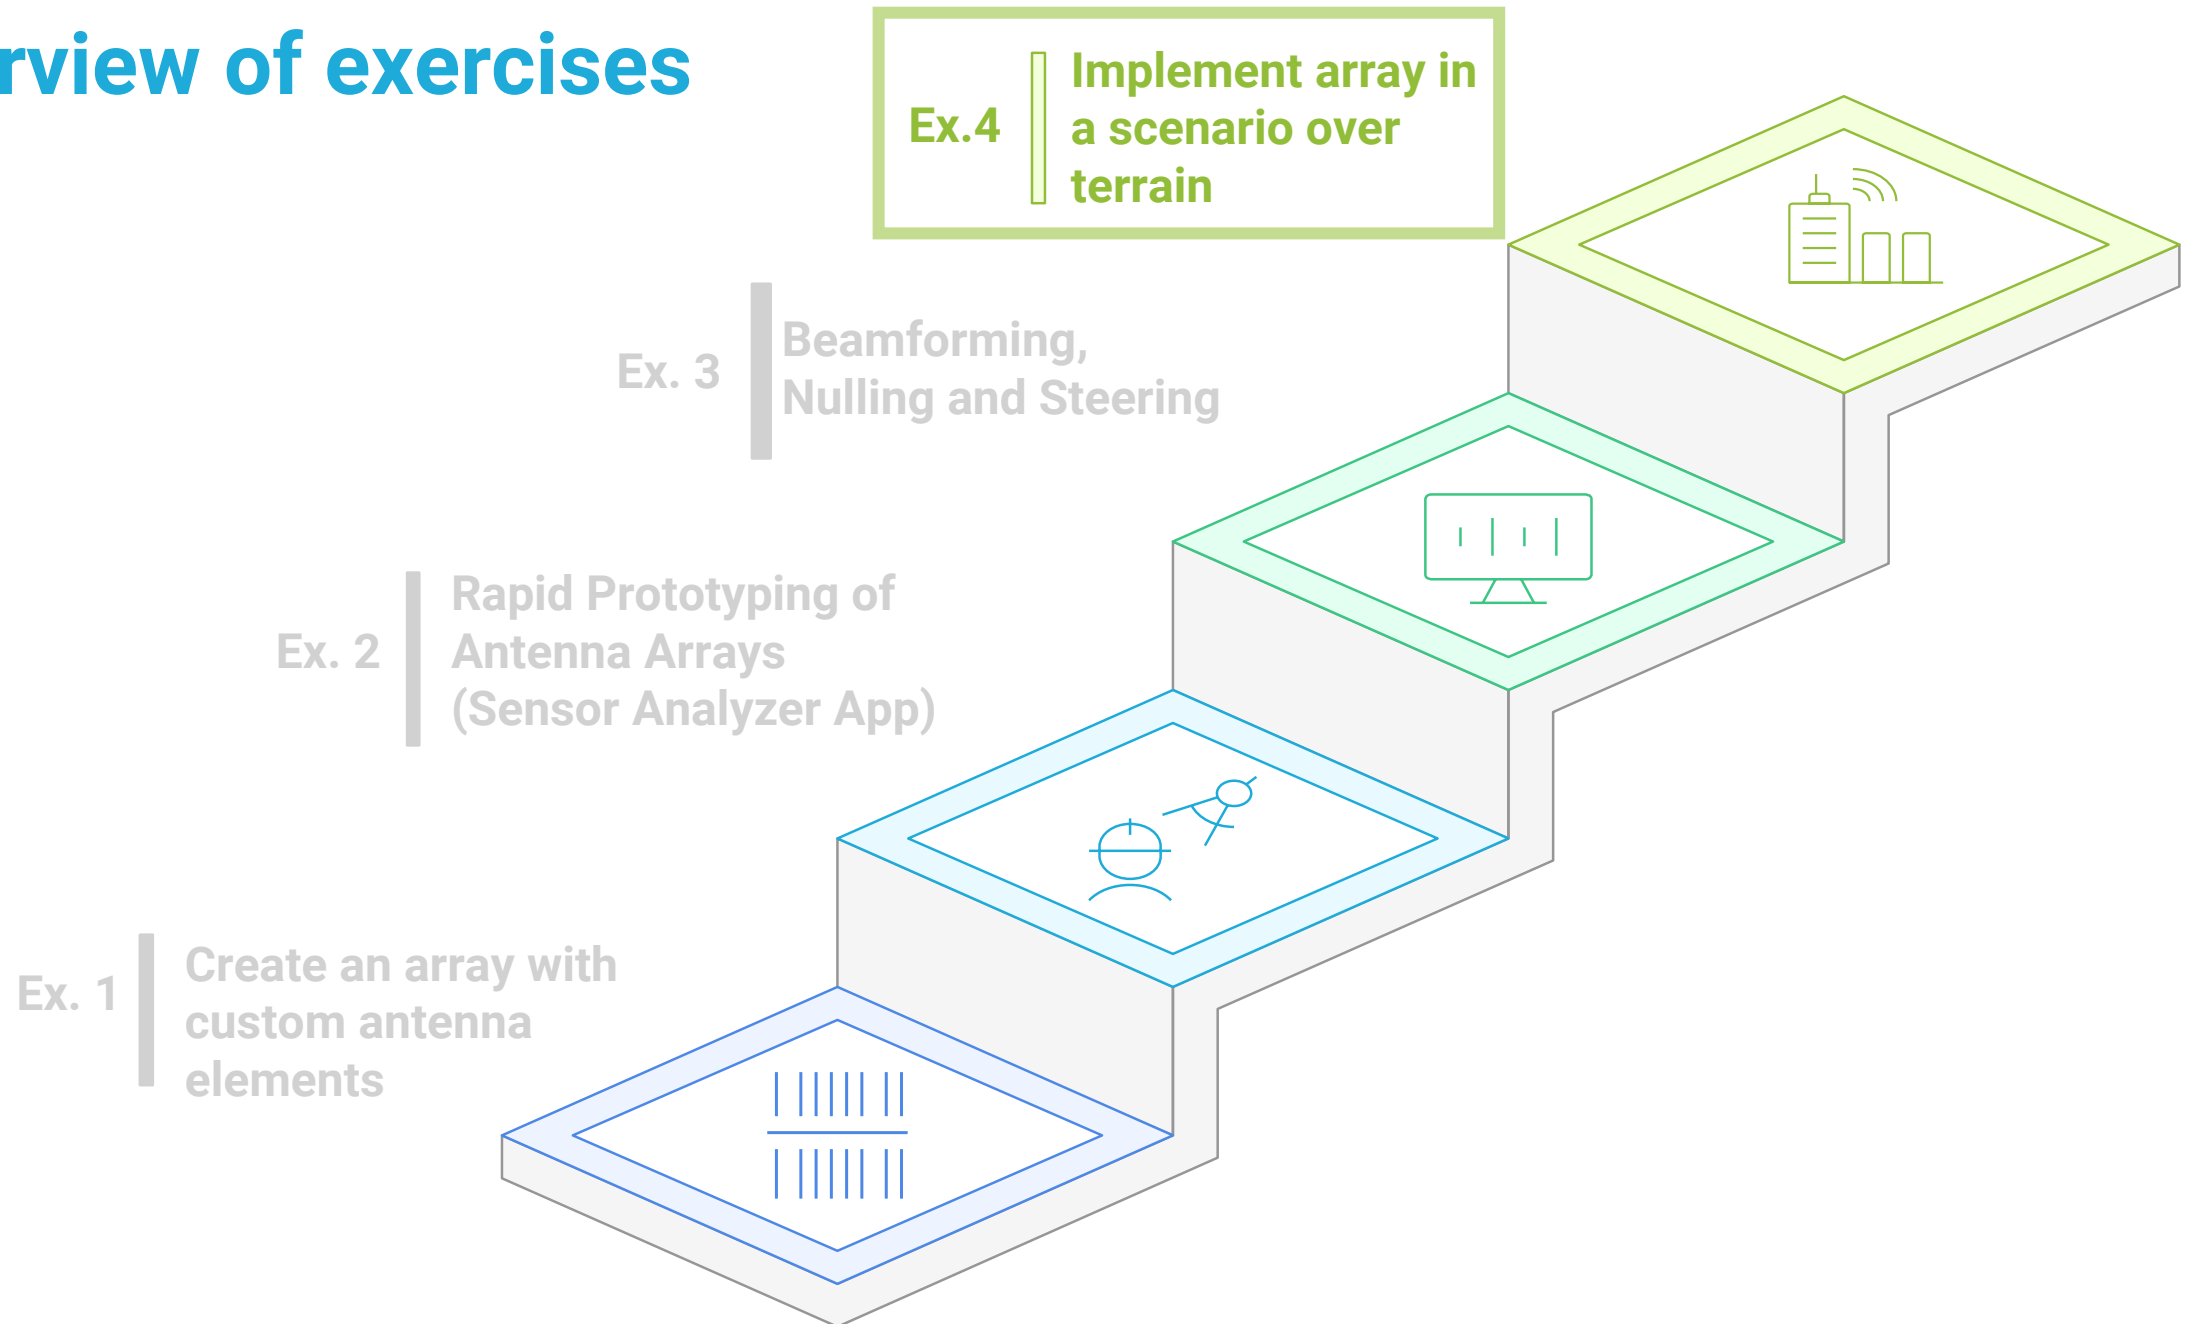 rview of exercises
Ex.4
Implement array in
a scenario over
terrain
Ex. 3
Beamforming,
Nulling and Steering
Ex. 2
Rapid Prototyping of
Antenna Arrays
(Sensor Analyzer App)
Ex. 1
Create an array with
custom antenna
elements